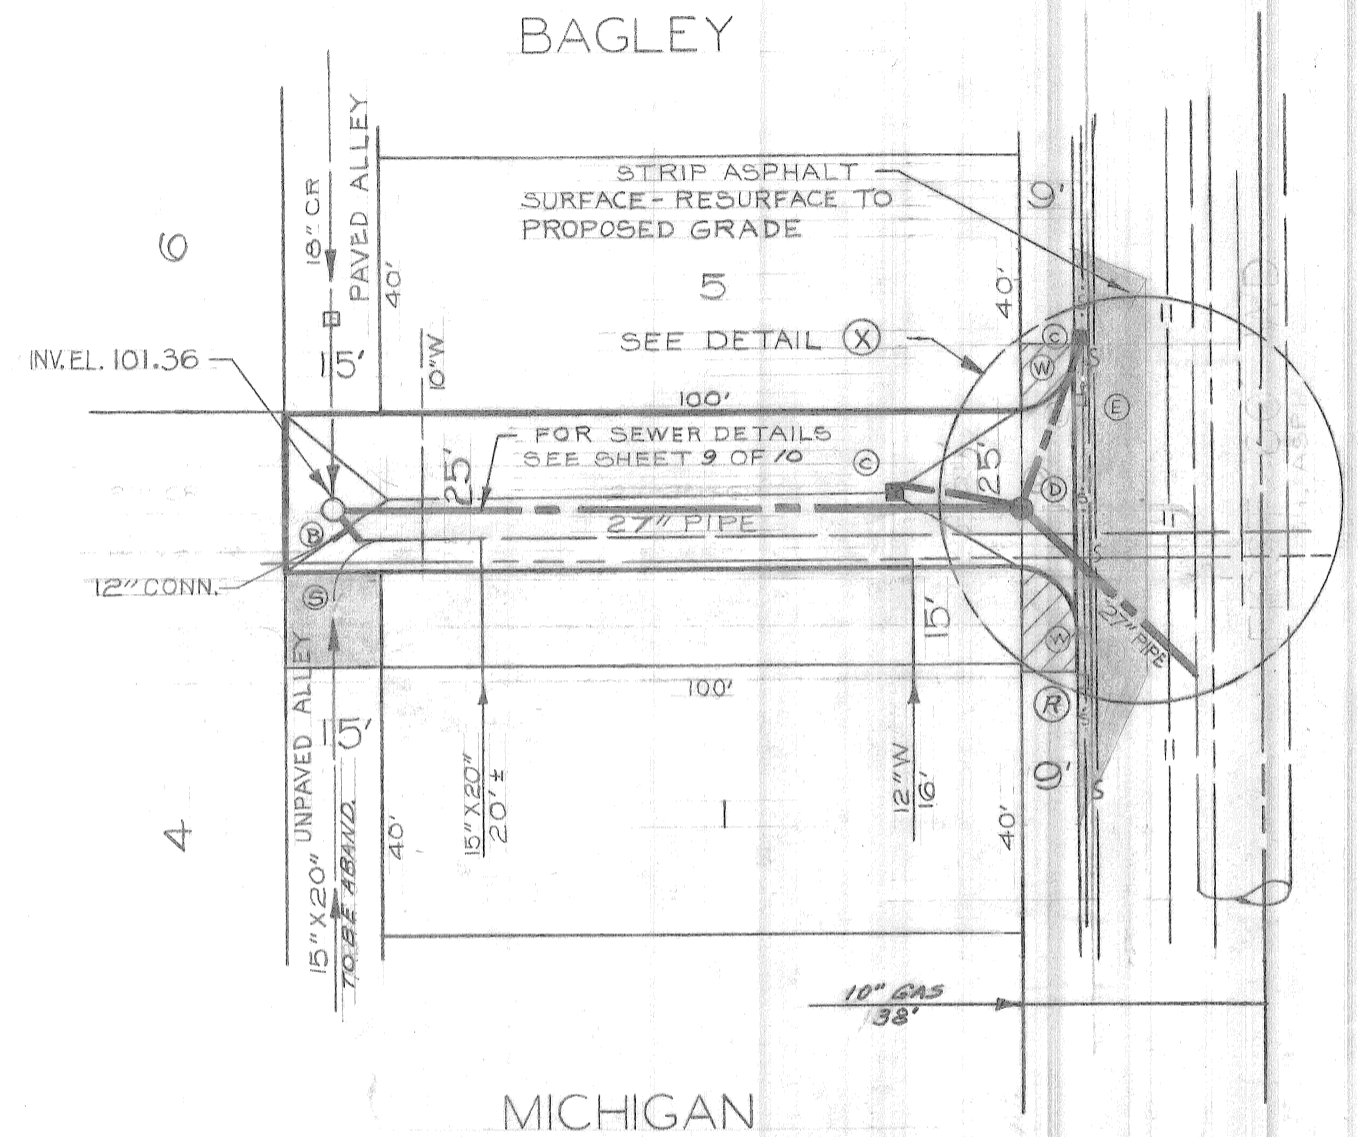 BAGLEY
18" CR
PAVED ALLEY
STRIP ASPHALT
SURFACE - RESURFACE TO
PROPOSED GRADE
9'
6
40'
5
40'
SEE DETAIL X
INV. EL. 101.36
15'
10" W
C
W
S
E
100'
FOR SEWER DETAILS
SEE SHEET 9 OF 10
25'
C
25'
D
27" PIPE
B
S
12" CONN.
S
15'
W
27" PIPE
100'
R
UNPAVED ALLEY
15'
15" X 20"
20' ±
12" W
16'
9'
S
4
40'
1
40'
15" X 20"
TO BE ABAND.
10" GAS
38'
MICHIGAN